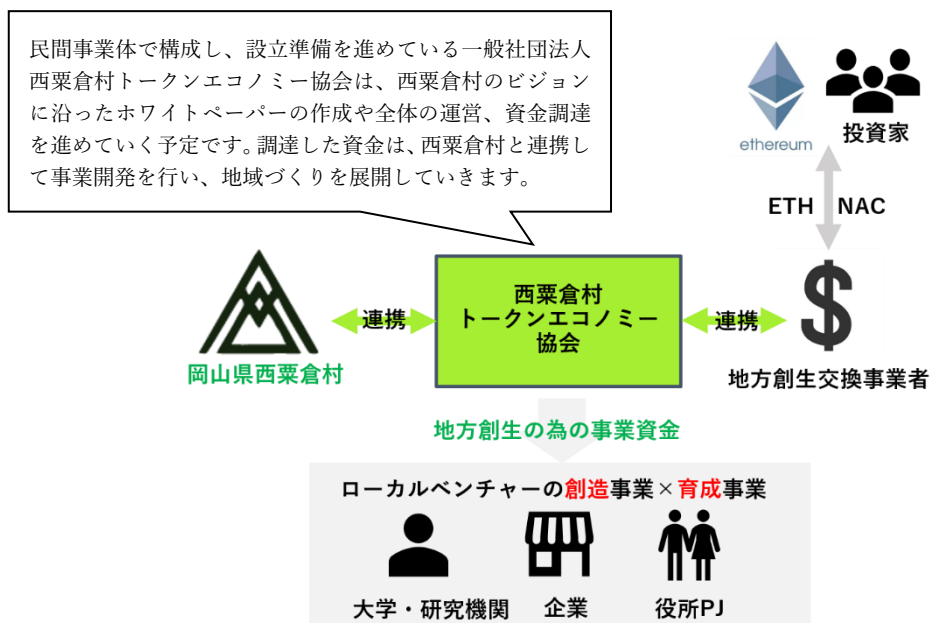 民間事業体で構成し、設立準備を進めている一般社団法人
西粟倉村トークンエコノミー協会は、西粟倉村のビジョン
に沿ったホワイトペーパーの作成や全体の運営、資金調達
を進めていく予定です。調達した資金は、西粟倉村と連携し
て事業開発を行い、地域づくりを展開していきます。
ethereum
投資家
ETH
NAC
岡山県西粟倉村
連携
西粟倉村
トークンエコノミー
協会
連携
$
地方創生交換事業者
地方創生の為の事業資金
ローカルベンチャーの創造事業×育成事業
大学・研究機関
企業
役所PJ